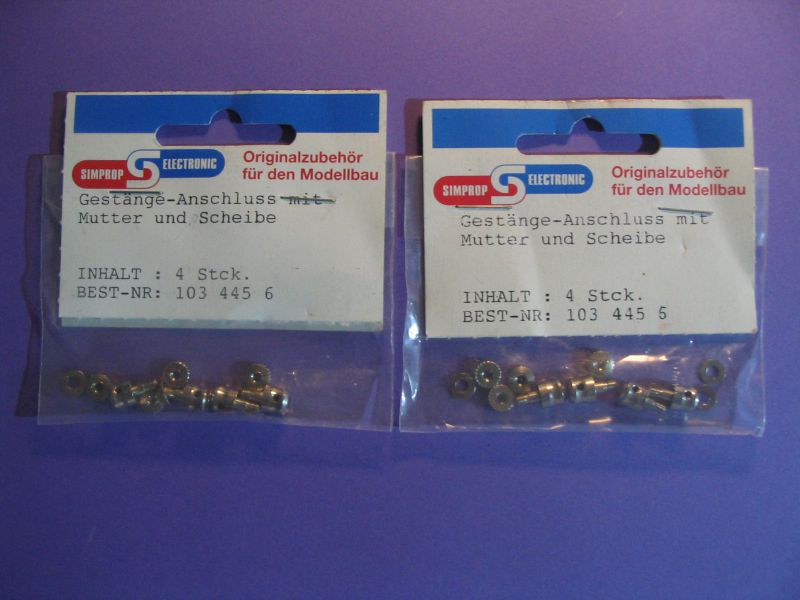 SIMPROP S ELECTRONIC
Originalzubehör
für den Modellbau
Gestänge-Anschluss mit
Mutter und Scheibe
INHALT : 4 Stck.
BEST-NR: 103 445 6
SIMPROP S ELECTRONIC
Originalzubehör
für den Modellbau
Gestänge-Anschluss mit
Mutter und Scheibe
INHALT : 4 Stck.
BEST-NR: 103 445 6